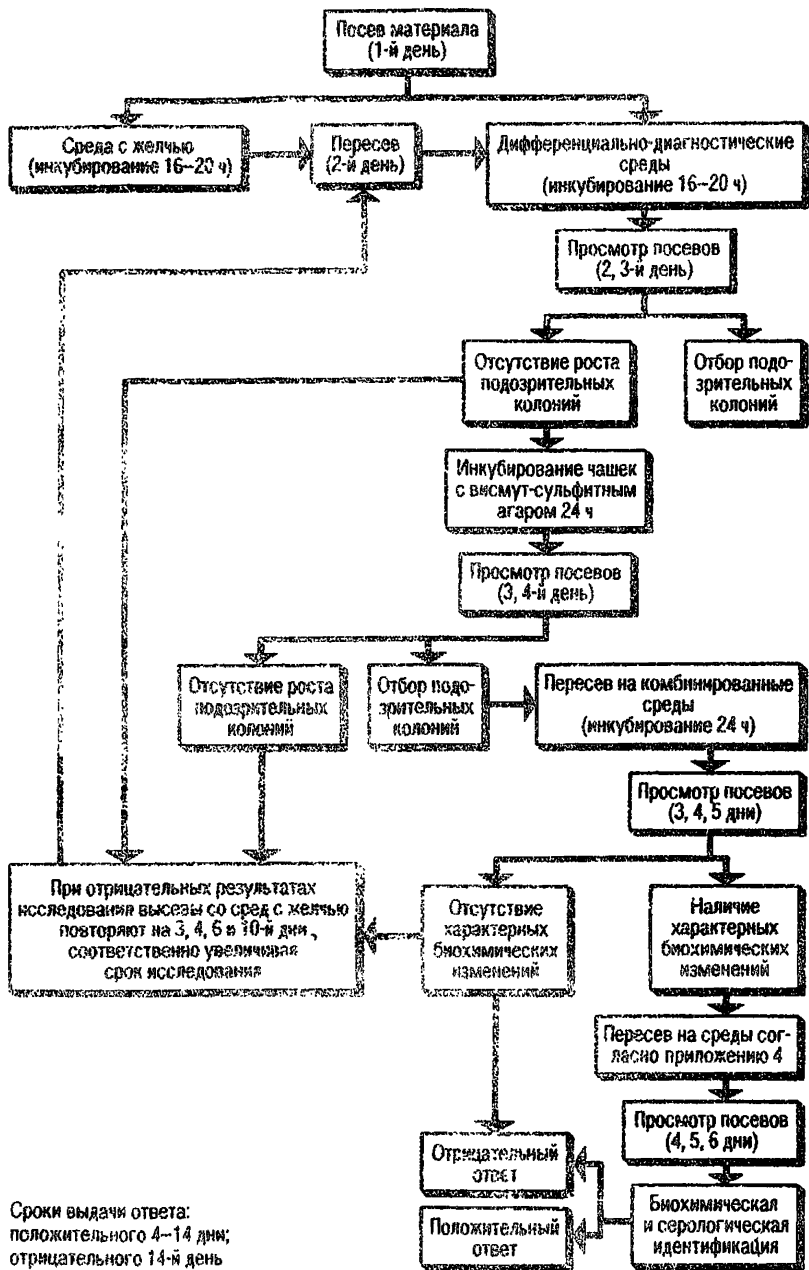 Посев материала
(1-й день)
Среда с желчью
(инкубирование 16–20 ч)
Пересев
(2-й день)
Дифференциально-диагностические
среды
(инкубирование 16–20 ч)
Просмотр посевов
(2, 3-й день)
Отсутствие роста
подозрительных
колоний
Отбор подо-
зрительных
колоний
Инкубирование чашек
с висмут-сульфитным
агаром 24 ч
Просмотр посевов
(3, 4-й день)
Отсутствие роста
подозрительных
колоний
Отбор подо-
зрительных
колоний
Пересев на комбинированные
среды
(инкубирование 24 ч)
Просмотр посевов
(3, 4, 5 дни)
При отрицательных результатах
исследования высевы со сред с желчью
повторяют на 3, 4, 6 и 10-й дни,
соответственно увеличивая
срок исследования
Отсутствие
характерных
биохимических
изменений
Наличие
характерных
биохимических
изменений
Пересев на среды сог-
ласно приложению 4
Просмотр посевов
(4, 5, 6 дни)
Отрицательный
ответ
Положительный
ответ
Биохимическая
и серологическая
идентификация
Сроки выдачи ответа:
положительного 4–14 дни;
отрицательного 14-й день